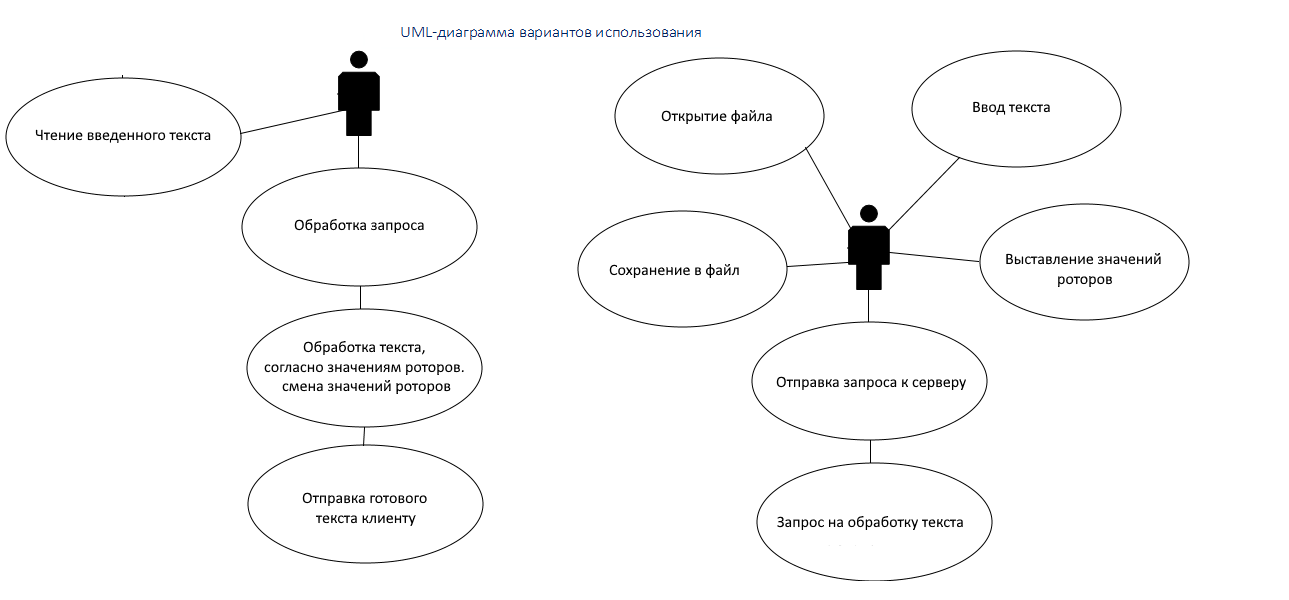 UML-диаграмма вариантов использования
Чтение введенного текста
Обработка запроса
Обработка текста,
согласно значениям роторов.
смена значений роторов
Отправка готового
текста клиенту
Открытие файла
Ввод текста
Сохранение в файл
Выставление значений
роторов
Отправка запроса к серверу
Запрос на обработку текста